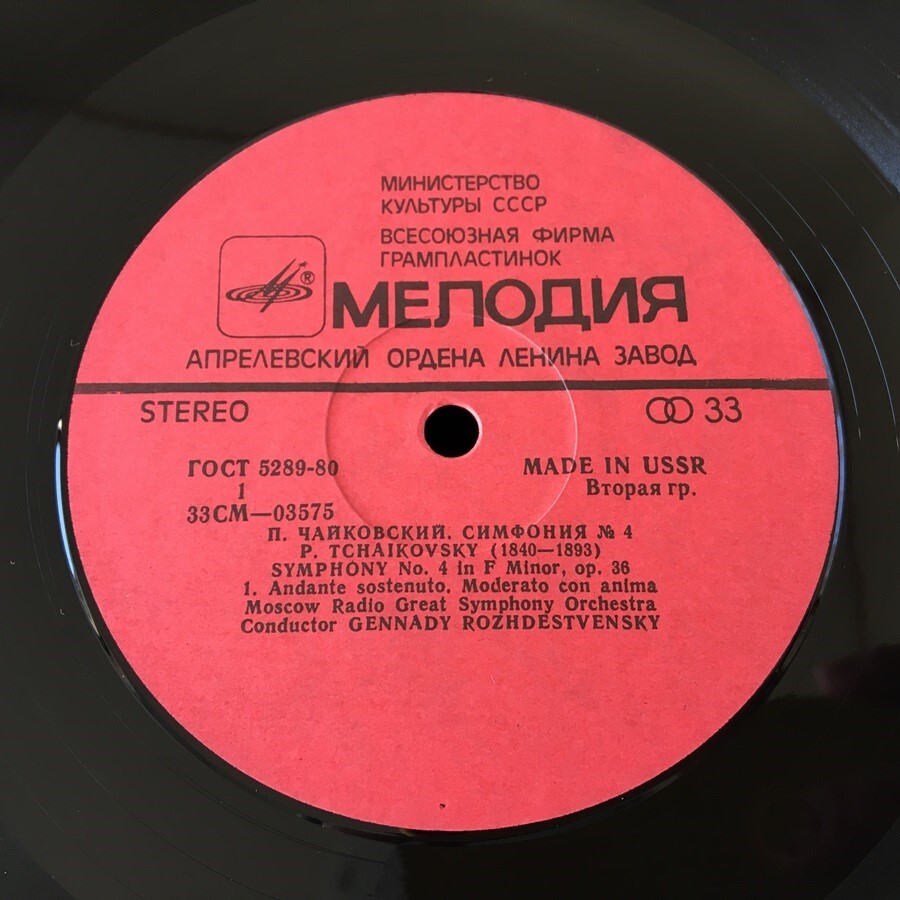 МИНИСТЕРСТВО
КУЛЬТУРЫ СССР
ВСЕСОЮЗНАЯ ФИРМА
ГРАМПЛАСТИНОК
®
МЕЛОДИЯ
АПРЕЛЕВСКИЙ ОРДЕНА ЛЕНИНА ЗАВОД
STEREO
33
ГОСТ 5289-80
MADE IN USSR
1
Вторая гр.
33СМ—03575
П. ЧАЙКОВСКИЙ. СИМФОНИЯ № 4
P. TCHAIKOVSKY (1840—1893)
SYMPHONY No. 4 in F Minor, op. 36
1. Andante sostenuto. Moderato con anima
Moscow Radio Great Symphony Orchestra
Conductor GENNADY ROZHDESTVENSKY